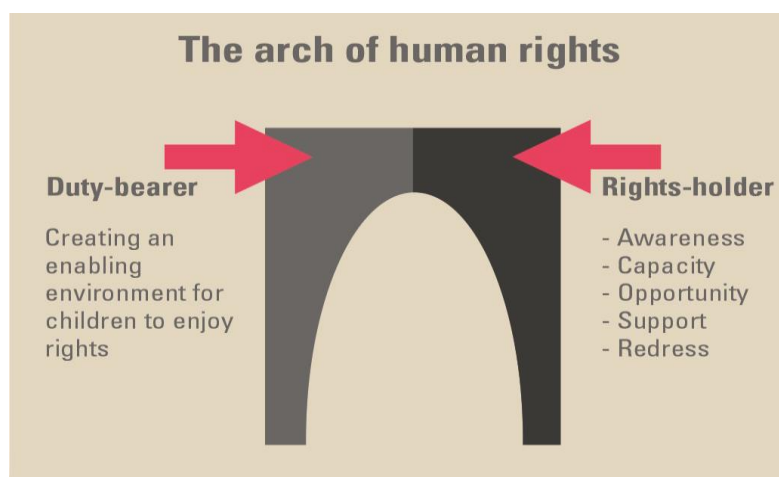 The arch of human rights
Duty-bearer
Creating an
enabling
environment for
children to enjoy
rights
Rights-holder
- Awareness
- Capacity
- Opportunity
- Support
- Redress